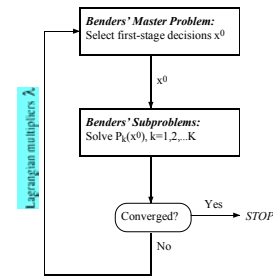 Benders' Master Problem:
Select first-stage decisions x⁰
x⁰
Benders' Subproblems:
Solve Pₖ(x⁰), k=1,2,...K
Converged?
Yes
STOP
No
Lagrangian multipliers λ